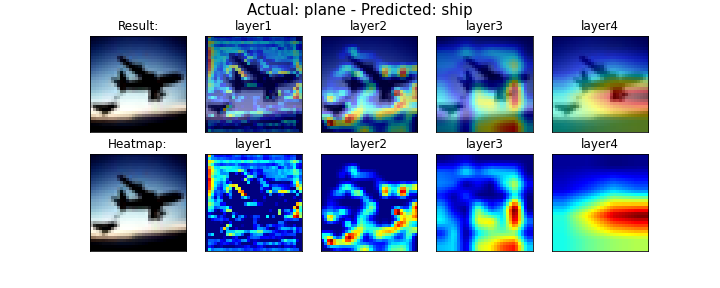 Actual: plane - Predicted: ship
Result: layer1 layer2 layer3 layer4
Heatmap: layer1 layer2 layer3 layer4